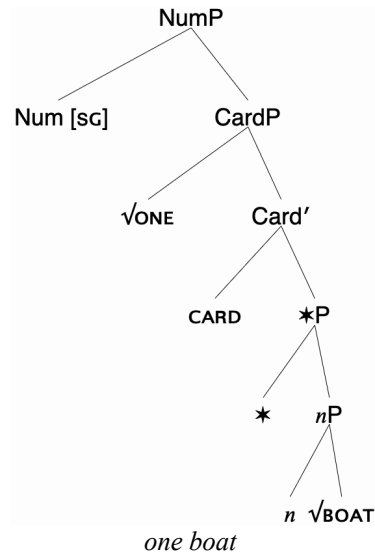 NumP
Num [SG] CardP
√ONE Card′
CARD ✶P
✶ nP
n √BOAT
one boat